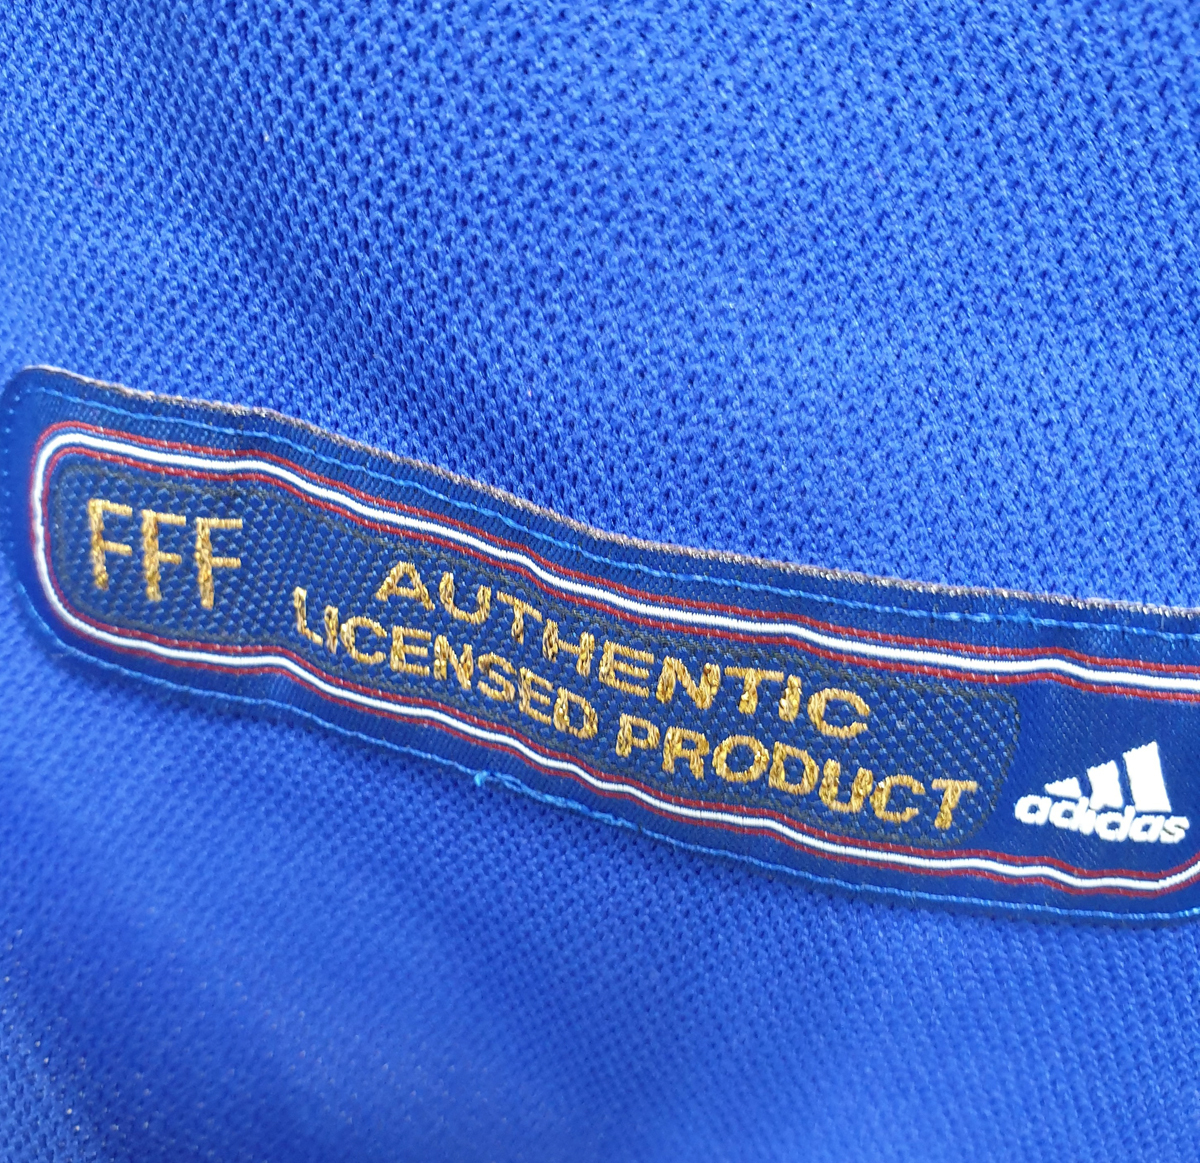 FFF
AUTHENTIC
LICENSED PRODUCT
adidas